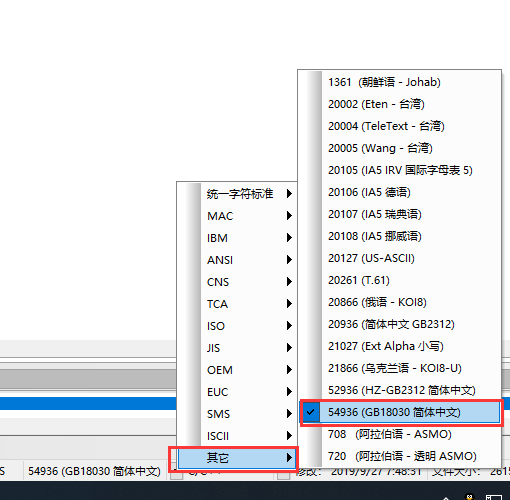 1361 (朝鲜语 - Johab)
20002 (Eten - 台湾)
20004 (TeleText - 台湾)
20005 (Wang - 台湾)
20105 (IA5 IRV 国际字母表 5)
20106 (IA5 德语)
20107 (IA5 瑞典语)
20108 (IA5 挪威语)
20127 (US-ASCII)
20261 (T.61)
20866 (俄语 - KOI8)
20936 (简体中文 GB2312)
21027 (Ext Alpha 小写)
21866 (乌克兰语 - KOI8-U)
52936 (HZ-GB2312 简体中文)
54936 (GB18030 简体中文)
708 (阿拉伯语 - ASMO)
720 (阿拉伯语 - 透明 ASMO)
统一字符标准
MAC
IBM
ANSI
CNS
TCA
ISO
JIS
OEM
EUC
SMS
ISCII
其它
54936 (GB18030 简体中文)
2019/9/27 7:48:31
文件大小: 2615